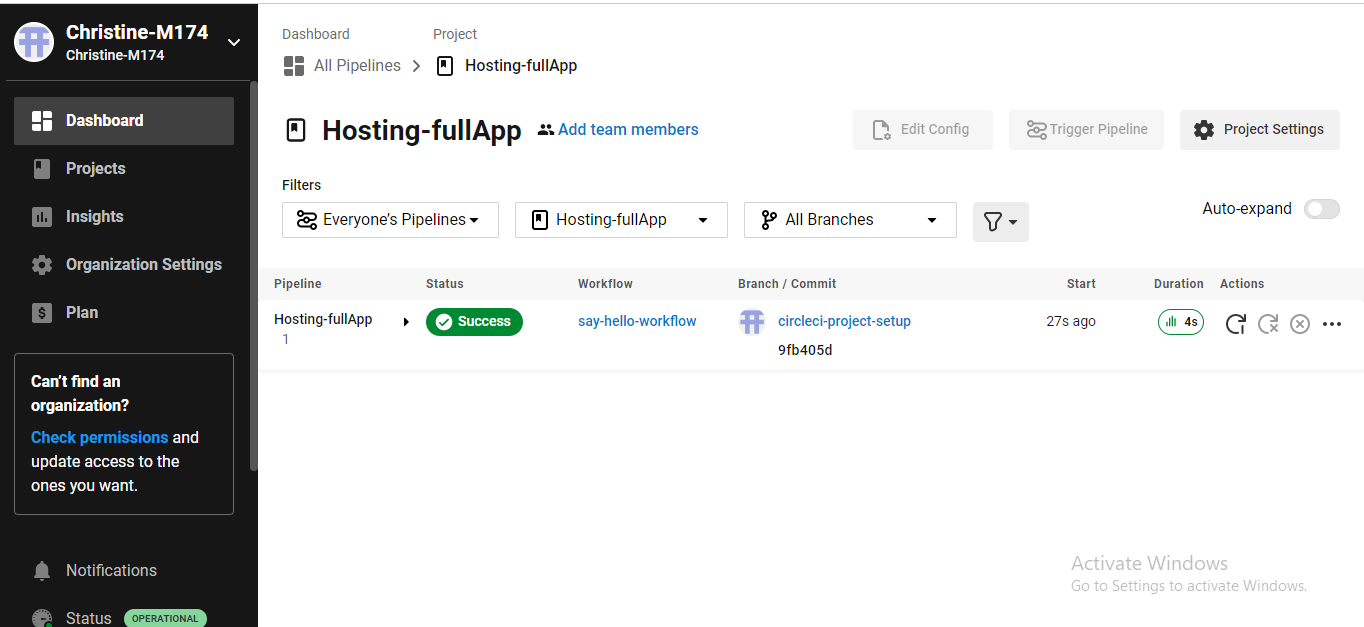 Christine-M174
Christine-M174
Dashboard
Projects
Insights
Organization Settings
Plan
Can’t find an
organization?
Check permissions and
update access to the
ones you want.
Notifications
Status OPERATIONAL
Dashboard Project
All Pipelines Hosting-fullApp
Hosting-fullApp Add team members
Edit Config Trigger Pipeline Project Settings
Filters
Everyone’s Pipelines Hosting-fullApp All Branches
Auto-expand
Pipeline Status Workflow Branch / Commit Start Duration Actions
Hosting-fullApp Success say-hello-workflow circleci-project-setup 27s ago 4s
1
9fb405d
Activate Windows
Go to Settings to activate Windows.